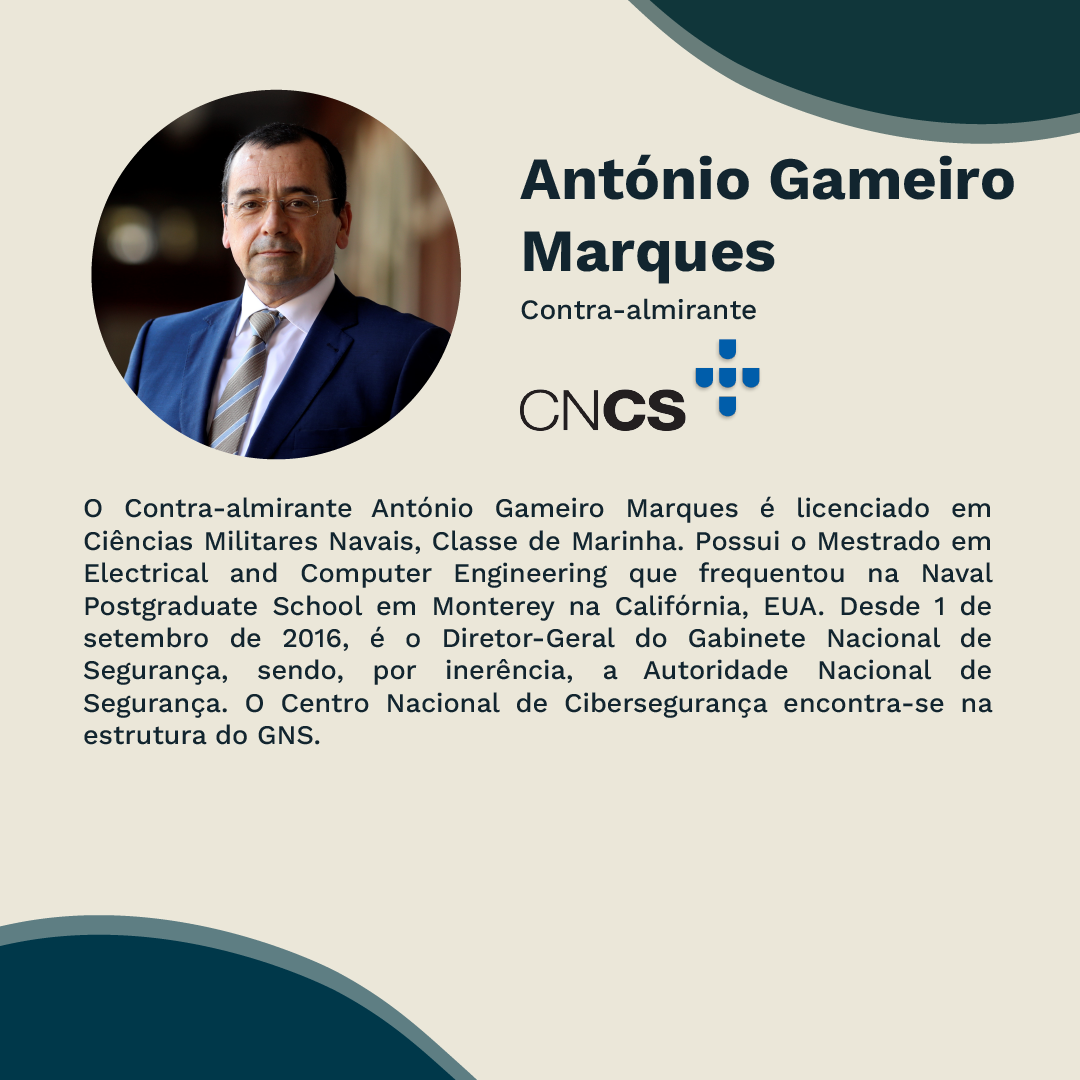 António Gameiro
Marques
Contra-almirante
CNCS
O Contra-almirante António Gameiro Marques é licenciado em
Ciências Militares Navais, Classe de Marinha. Possui o Mestrado em
Electrical and Computer Engineering que frequentou na Naval
Postgraduate School em Monterey na Califórnia, EUA. Desde 1 de
setembro de 2016, é o Diretor-Geral do Gabinete Nacional de
Segurança, sendo, por inerência, a Autoridade Nacional de
Segurança. O Centro Nacional de Cibersegurança encontra-se na
estrutura do GNS.